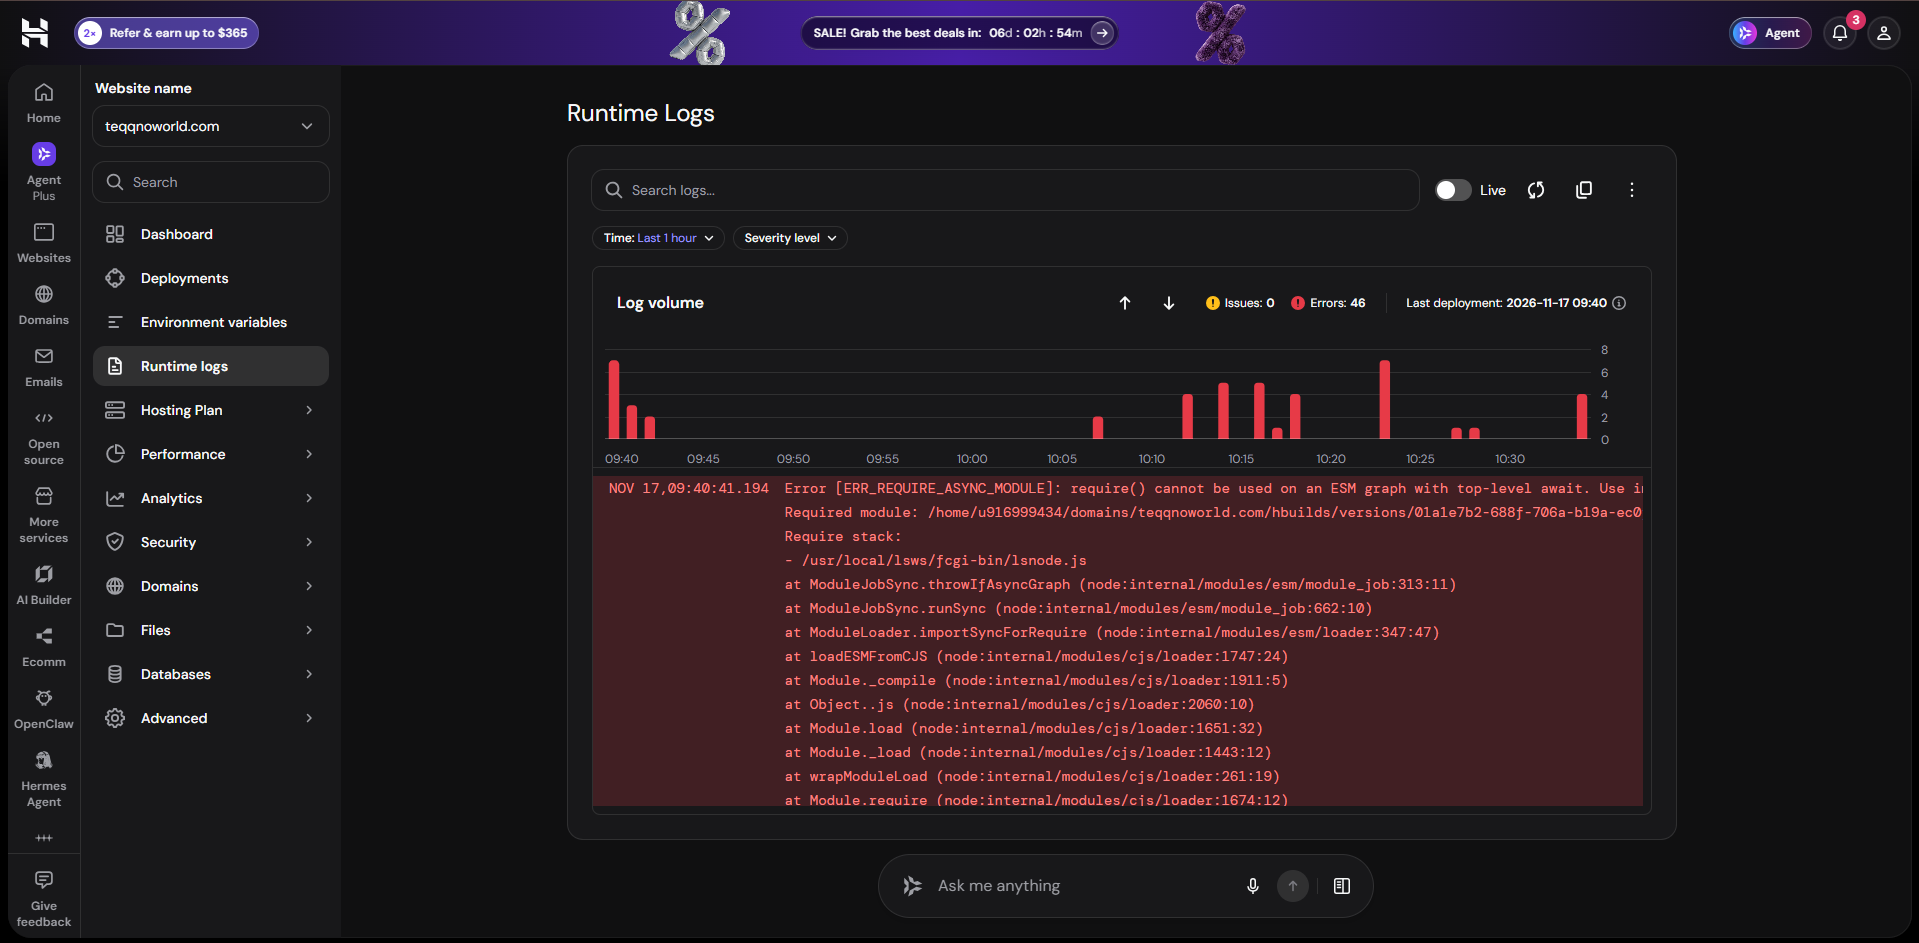 2× Refer & earn up to $365
SALE! Grab the best deals in: 06d : 02h : 54m
Agent
3
Home
Agent
Plus
Websites
Domains
Emails
Open
source
More
services
AI Builder
Ecomm
OpenClaw
Hermes
Agent
Give
feedback
Website name
teqqnoworld.com
Search
Dashboard
Deployments
Environment variables
Runtime logs
Hosting Plan
Performance
Analytics
Security
Domains
Files
Databases
Advanced
Runtime Logs
Search logs...
Live
Time: Last 1 hour
Severity level
Log volume
Issues: 0
Errors: 46
Last deployment: 2026-11-17 09:40
8
6
4
2
0
09:40 09:45 09:50 09:55 10:00 10:05 10:10 10:15 10:20 10:25 10:30
NOV 17,09:40:41.194 Error [ERR_REQUIRE_ASYNC_MODULE]: require() cannot be used on an ESM graph with top-level await. Use
Required module: /home/u916999434/domains/teqqnoworld.com/hbuilds/versions/01a1e7b2-688f-706a-b19a-ec0
Require stack:
- /usr/local/lsws/fcgi-bin/lsnode.js
at ModuleJobSync.throwIfAsyncGraph (node:internal/modules/esm/module_job:313:11)
at ModuleJobSync.runSync (node:internal/modules/esm/module_job:662:10)
at ModuleLoader.importSyncForRequire (node:internal/modules/esm/loader:347:47)
at loadESMFromCJS (node:internal/modules/cjs/loader:1747:24)
at Module._compile (node:internal/modules/cjs/loader:1911:5)
at Object..js (node:internal/modules/cjs/loader:2060:10)
at Module.load (node:internal/modules/cjs/loader:1651:32)
at Module._load (node:internal/modules/cjs/loader:1443:12)
at wrapModuleLoad (node:internal/modules/cjs/loader:261:19)
at Module.require (node:internal/modules/cjs/loader:1674:12)
Ask me anything